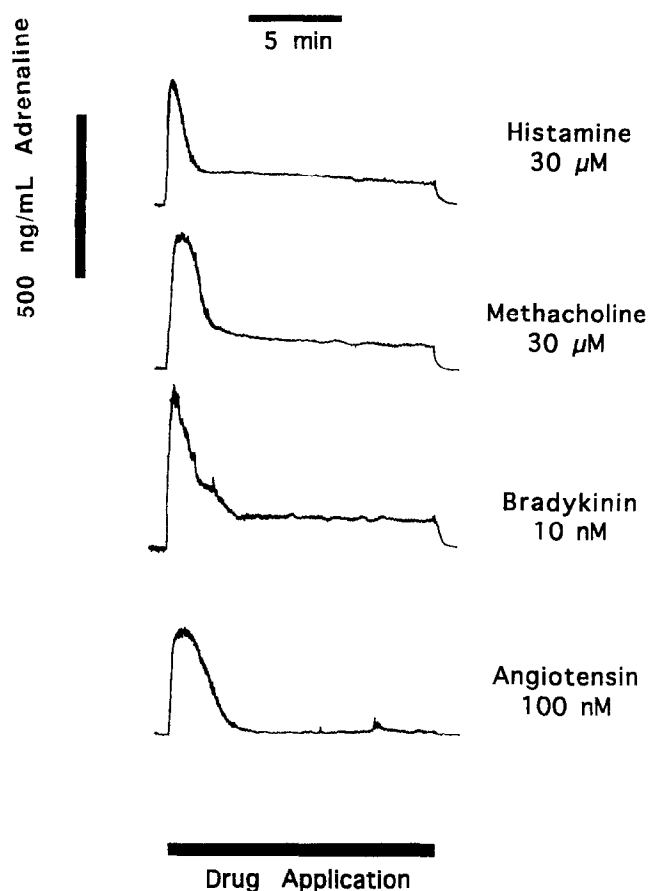 5 min
500 ng/mL Adrenaline
Histamine
30 µM
Methacholine
30 µM
Bradykinin
10 nM
Angiotensin
100 nM
Drug Application